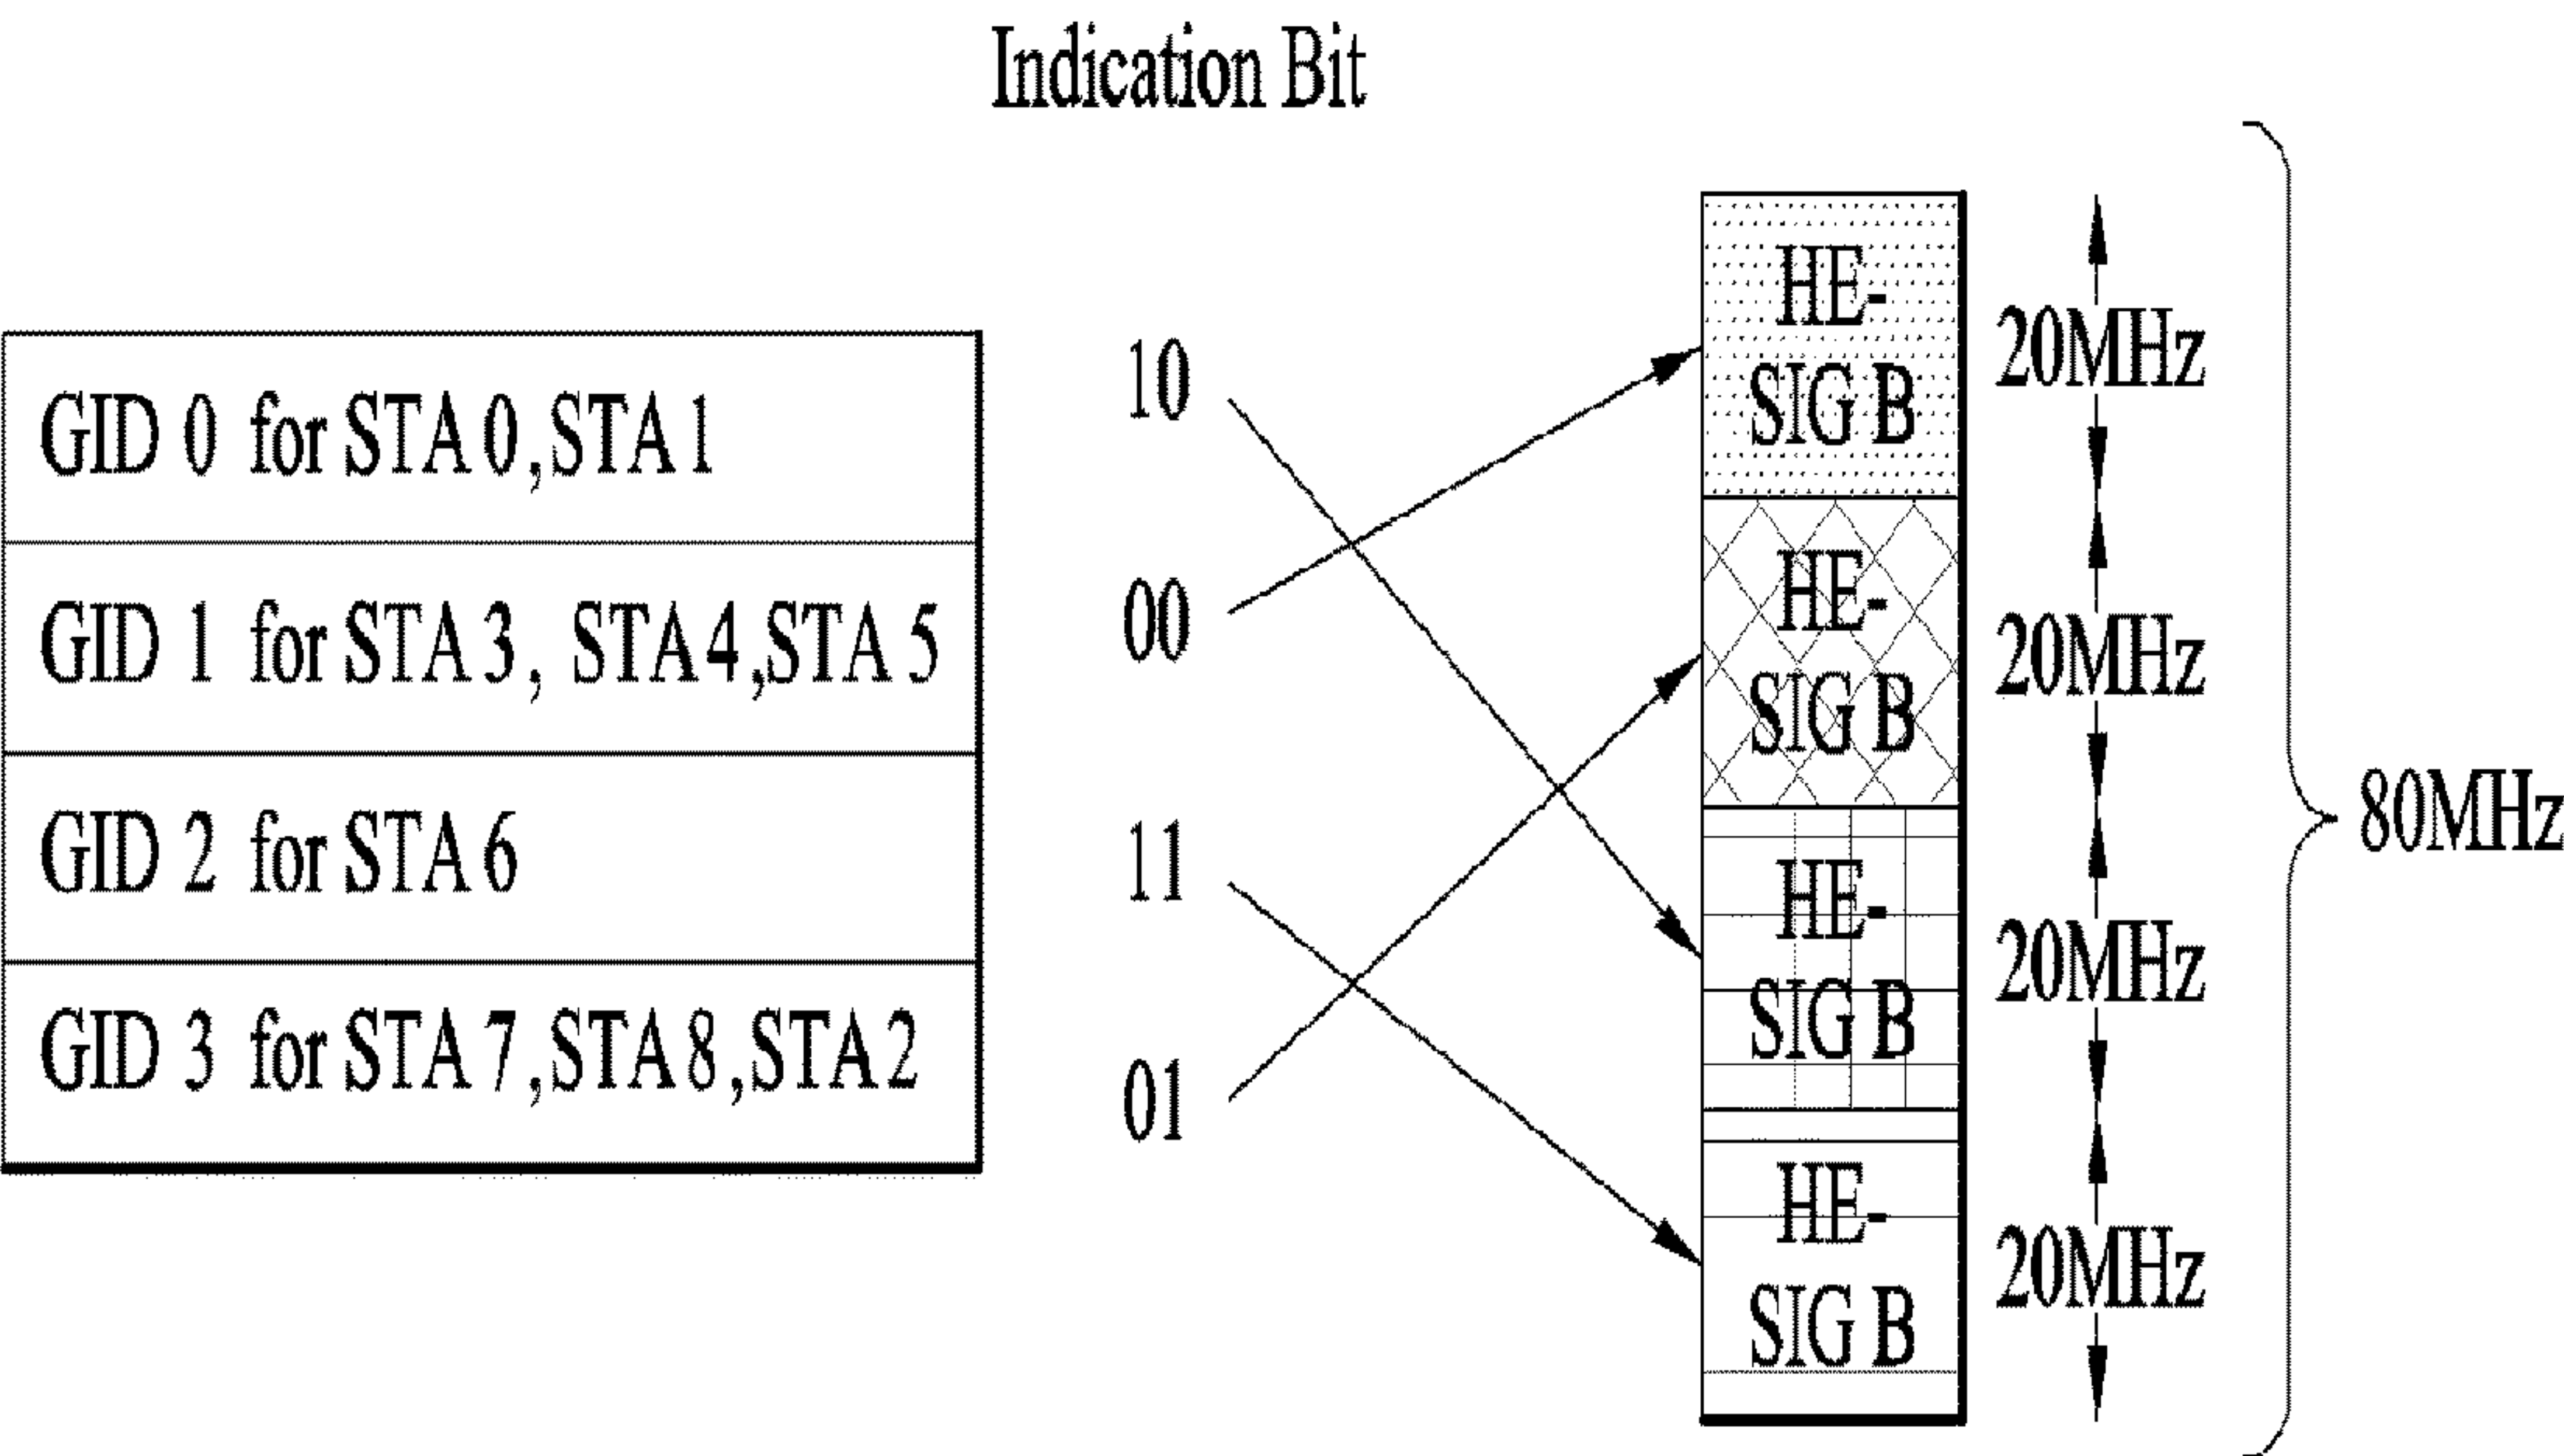 Indication Bit
GID 0 for STA 0,STA 1
GID 1 for STA 3, STA 4,STA 5
GID 2 for STA 6
GID 3 for STA 7,STA 8,STA 2
10
00
11
01
HE-
SIG B
HE-
SIG B
HE-
SIG B
HE-
SIG B
20MHz
20MHz
20MHz
20MHz
80MHz